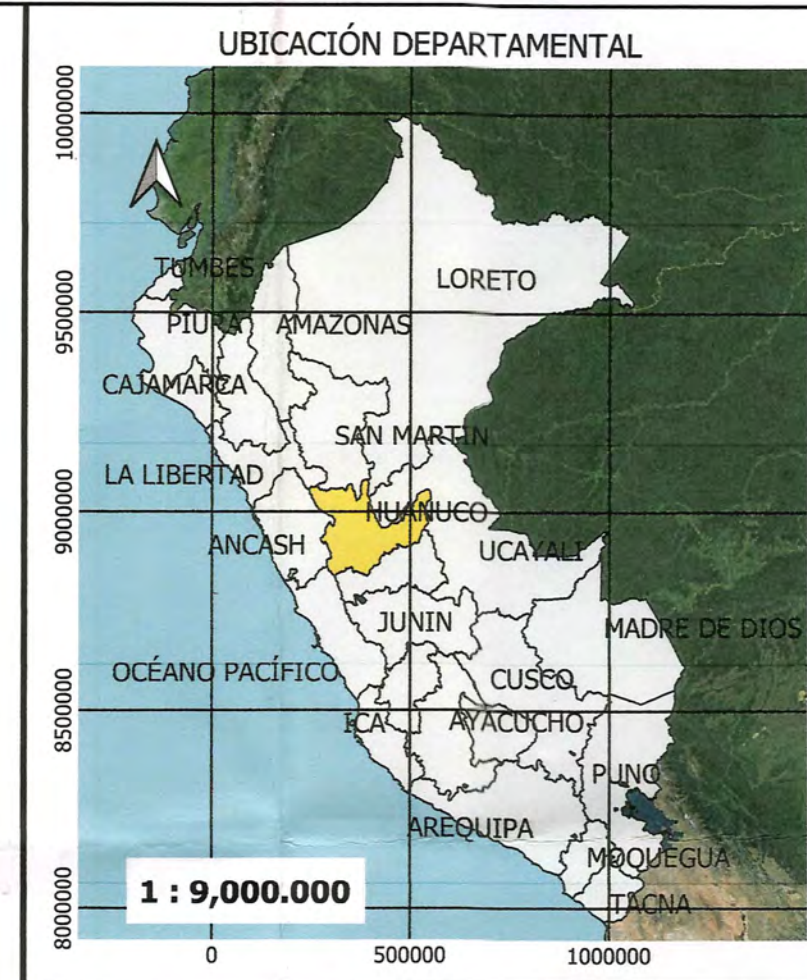 UBICACIÓN DEPARTAMENTAL
10000000
TUMBES
LORETO
9500000
PIURA
AMAZONAS
CAJAMARCA
SAN MARTIN
LA LIBERTAD
9000000
HUANUCO
ANCASH
UCAYALI
JUNIN
MADRE DE DIOS
OCÉANO PACÍFICO
CUSCO
8500000
ICA
AYACUCHO
PUNO
AREQUIPA
MOQUEGUA
1 : 9,000.000
TACNA
8000000
0
500000
1000000